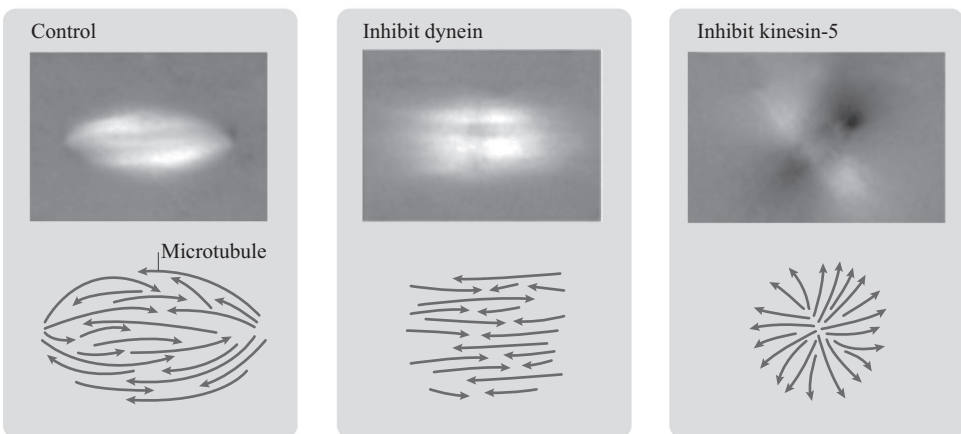 Control
Inhibit dynein
Inhibit kinesin-5
Microtubule